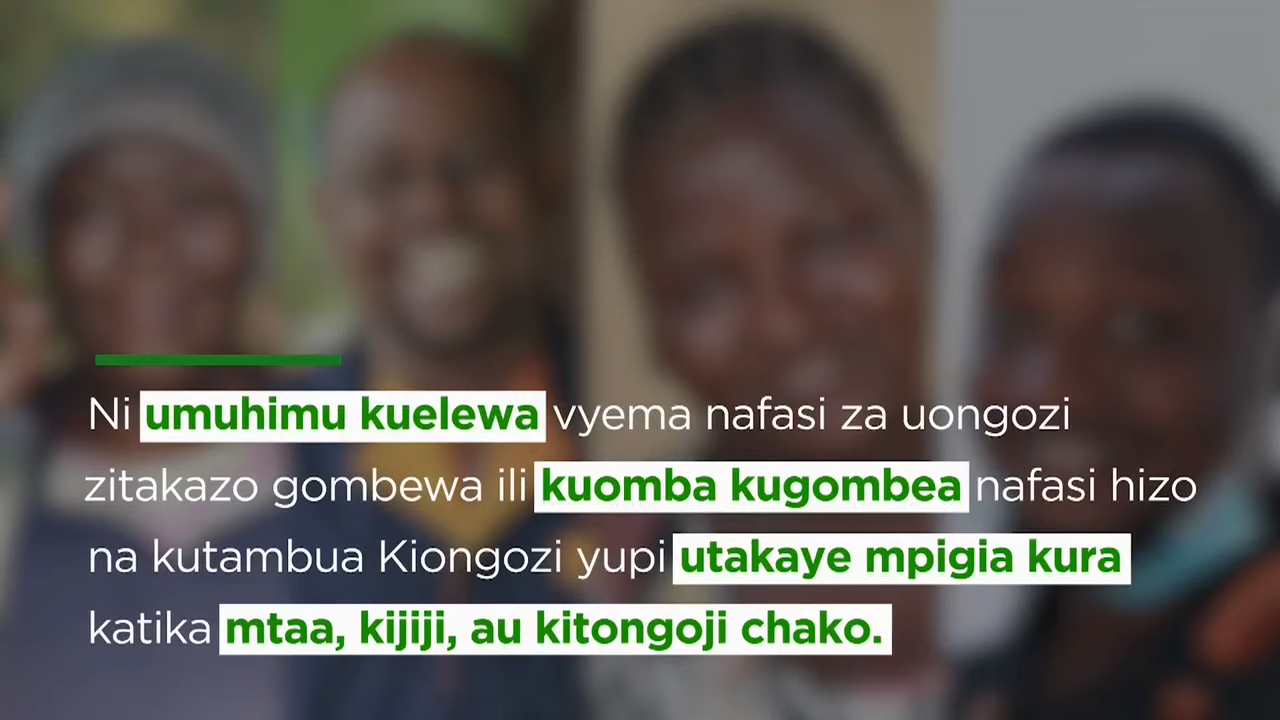 Ni umuhimu kuelewa vyema nafasi za uongozi
zitakazo gombewa ili kuomba kugombea nafasi hizo
na kutambua Kiongozi yupi utakaye mpigia kura
katika mtaa, kijiji, au kitongoji chako.